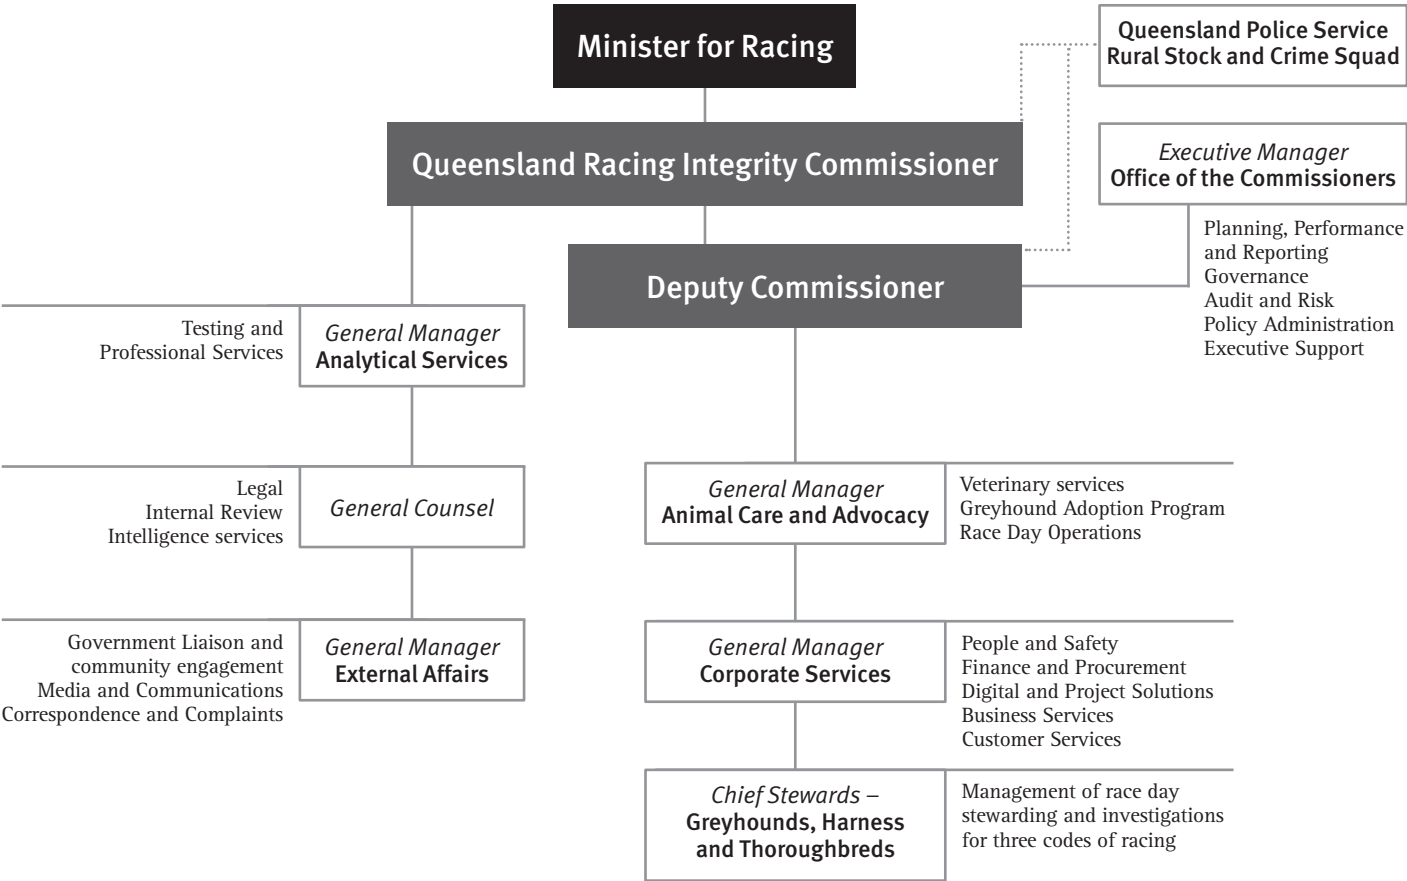 Minister for Racing
Queensland Police Service
Rural Stock and Crime Squad
Queensland Racing Integrity Commissioner
Executive Manager
Office of the Commissioners
Planning, Performance
and Reporting
Governance
Audit and Risk
Policy Administration
Executive Support
Deputy Commissioner
Testing and
Professional Services
General Manager
Analytical Services
Legal
Internal Review
Intelligence services
General Counsel
Government Liaison and
community engagement
Media and Communications
Correspondence and Complaints
General Manager
External Affairs
General Manager
Animal Care and Advocacy
Veterinary services
Greyhound Adoption Program
Race Day Operations
General Manager
Corporate Services
People and Safety
Finance and Procurement
Digital and Project Solutions
Business Services
Customer Services
Chief Stewards –
Greyhounds, Harness
and Thoroughbreds
Management of race day
stewarding and investigations
for three codes of racing